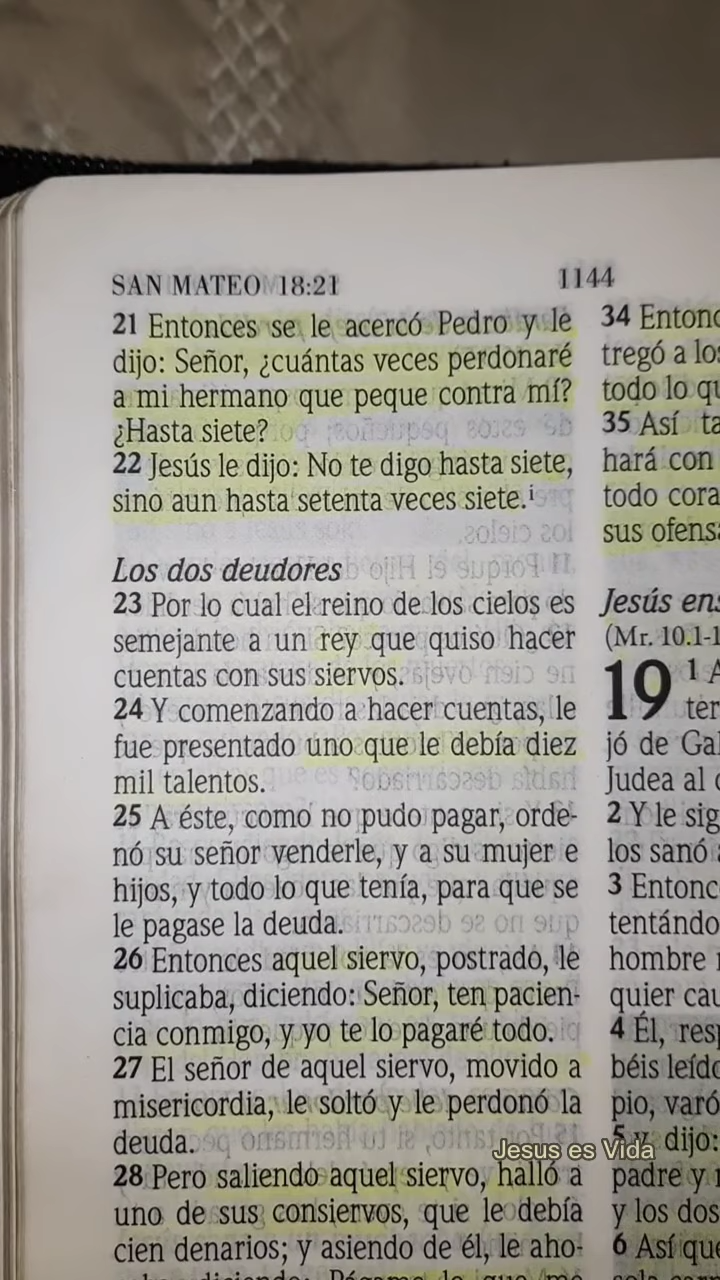 SAN MATEO 18:21
1144
21 Entonces se le acercó Pedro y le
dijo: Señor, ¿cuántas veces perdonaré
a mi hermano que peque contra mí?
¿Hasta siete?
22 Jesús le dijo: No te digo hasta siete,
sino aun hasta setenta veces siete.i
Los dos deudores
23 Por lo cual el reino de los cielos es
semejante a un rey que quiso hacer
cuentas con sus siervos.
24 Y comenzando a hacer cuentas, le
fue presentado uno que le debía diez
mil talentos.
25 A éste, como no pudo pagar, orde-
nó su señor venderle, y a su mujer e
hijos, y todo lo que tenía, para que se
le pagase la deuda.
26 Entonces aquel siervo, postrado, le
suplicaba, diciendo: Señor, ten pacien-
cia conmigo, y yo te lo pagaré todo.
27 El señor de aquel siervo, movido a
misericordia, le soltó y le perdonó la
deuda.
28 Pero saliendo aquel siervo, halló a
uno de sus consiervos, que le debía
cien denarios; y asiendo de él, le aho-
34 Entonc
tregó a los
todo lo qu
35 Así ta
hará con
todo cora
sus ofensa
Jesús ens
(Mr. 10.1-1
19 1 A
ter
jó de Gal
Judea al
2 Y le sig
los sanó a
3 Entonc
tentándo
hombre
quier cau
4 Él, resp
béis leído
pio, varó
5 y dijo:
padre y
y los dos
6 Así que
Jesus es Vida